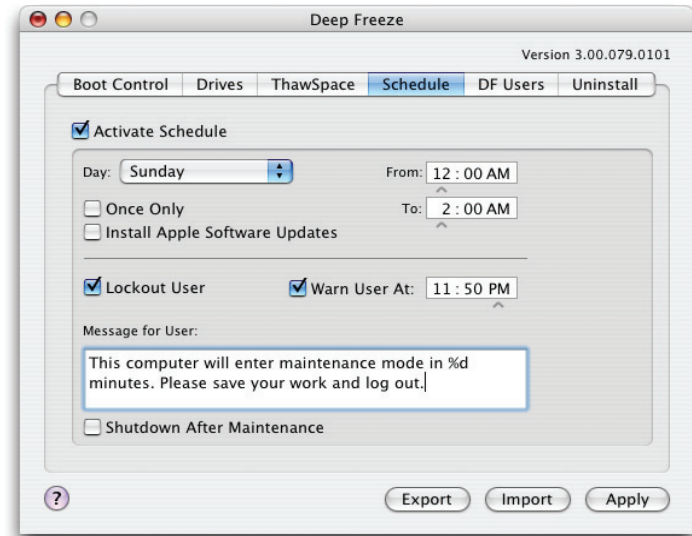 Deep Freeze
Version 3.00.079.0101
Boot Control Drives ThawSpace Schedule DF Users Uninstall
Activate Schedule
Day: Sunday From: 12 : 00 AM
Once Only To: 2 : 00 AM
Install Apple Software Updates
Lockout User Warn User At: 11 : 50 PM
Message for User:
This computer will enter maintenance mode in %d
minutes. Please save your work and log out.
Shutdown After Maintenance
? Export Import Apply